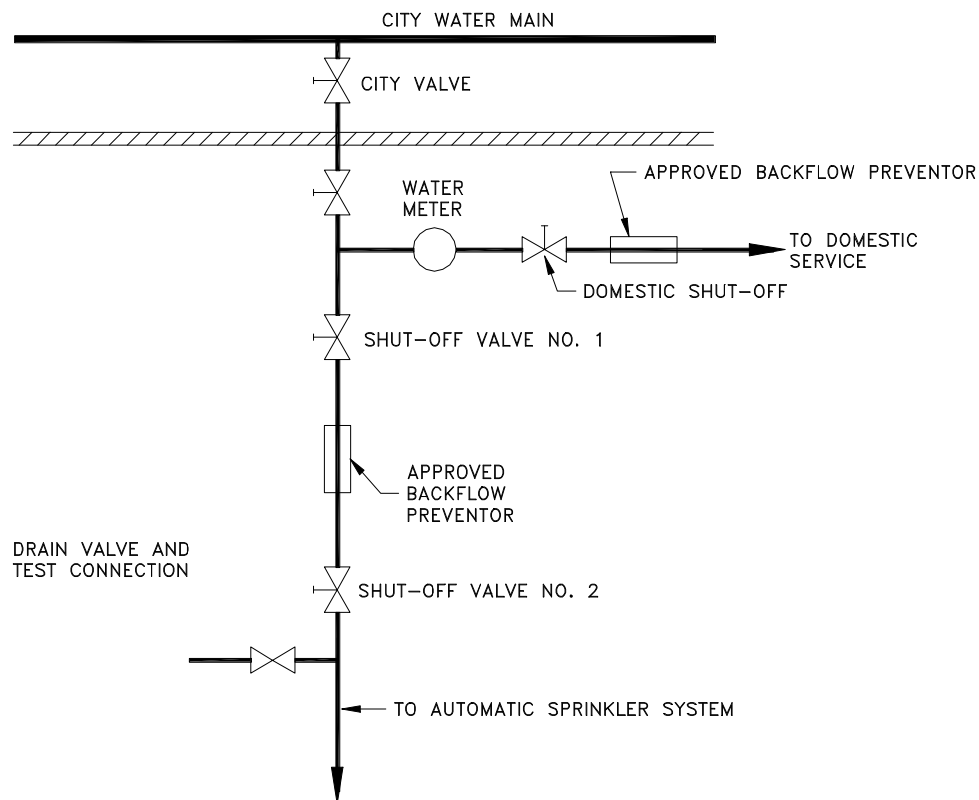 CITY WATER MAIN
CITY VALVE
WATER
METER
APPROVED BACKFLOW PREVENTOR
TO DOMESTIC
SERVICE
DOMESTIC SHUT-OFF
SHUT-OFF VALVE NO. 1
APPROVED
BACKFLOW
PREVENTOR
DRAIN VALVE AND
TEST CONNECTION
SHUT-OFF VALVE NO. 2
TO AUTOMATIC SPRINKLER SYSTEM